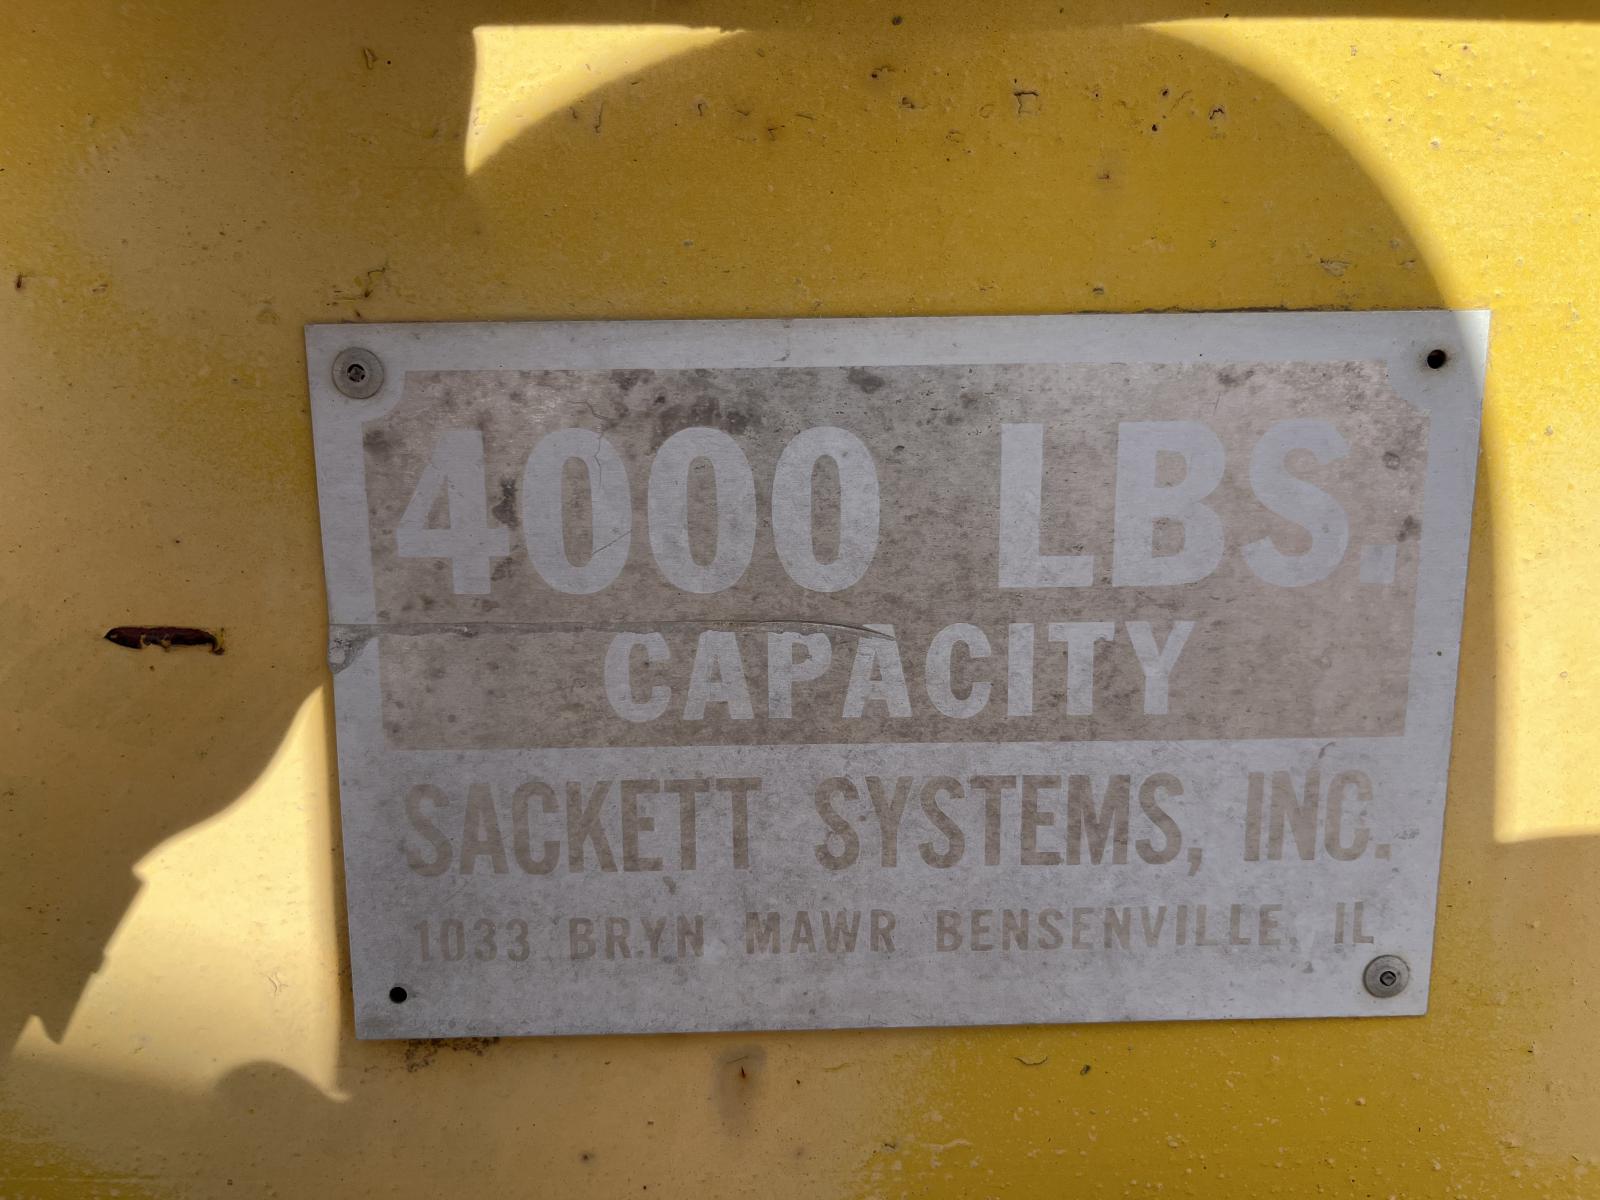 4000 LBS.
CAPACITY
SACKETT SYSTEMS, INC.
1033 BRYN MAWR BENSENVILLE, IL